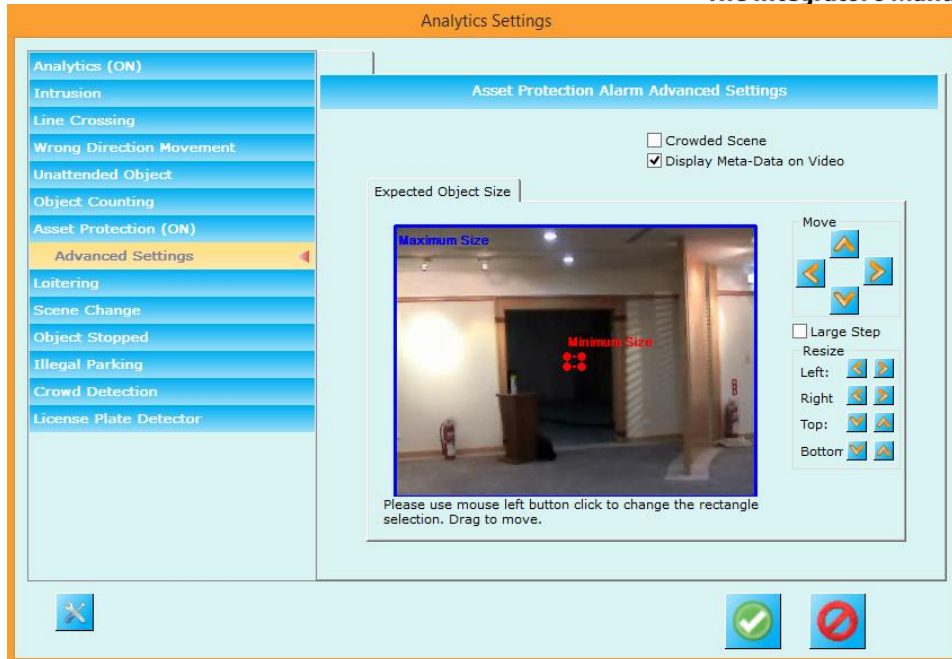 Analytics Settings
Analytics (ON)
Intrusion
Line Crossing
Wrong Direction Movement
Unattended Object
Object Counting
Asset Protection (ON)
Advanced Settings
Loitering
Scene Change
Object Stopped
Illegal Parking
Crowd Detection
License Plate Detector
Asset Protection Alarm Advanced Settings
Crowded Scene
Display Meta-Data on Video
Expected Object Size
Maximum Size
Minimum Size
Please use mouse left button click to change the rectangle
selection. Drag to move.
Move
Large Step
Resize
Left:
Right
Top:
Bottom